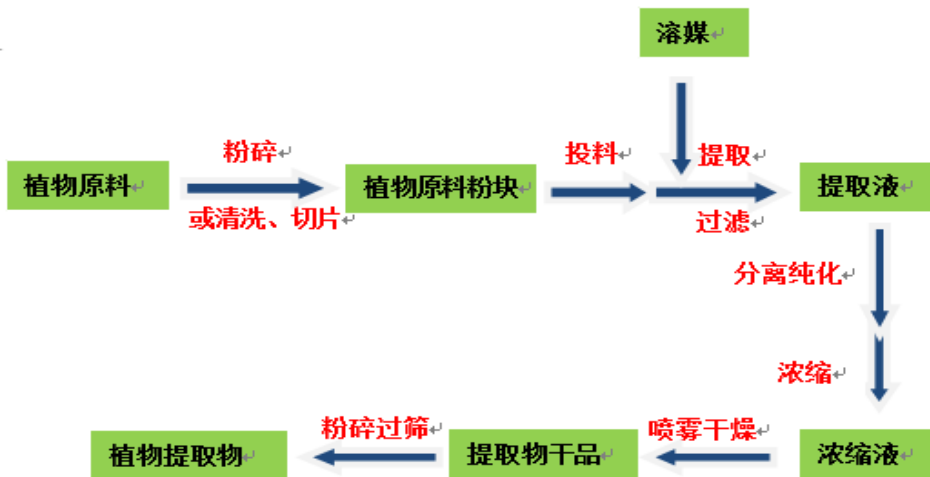 溶媒
粉碎
投料
提取
植物原料
植物原料粉块
提取液
或清洗、切片
过滤
分离纯化
浓缩
粉碎过筛
喷雾干燥
植物提取物
提取物干品
浓缩液